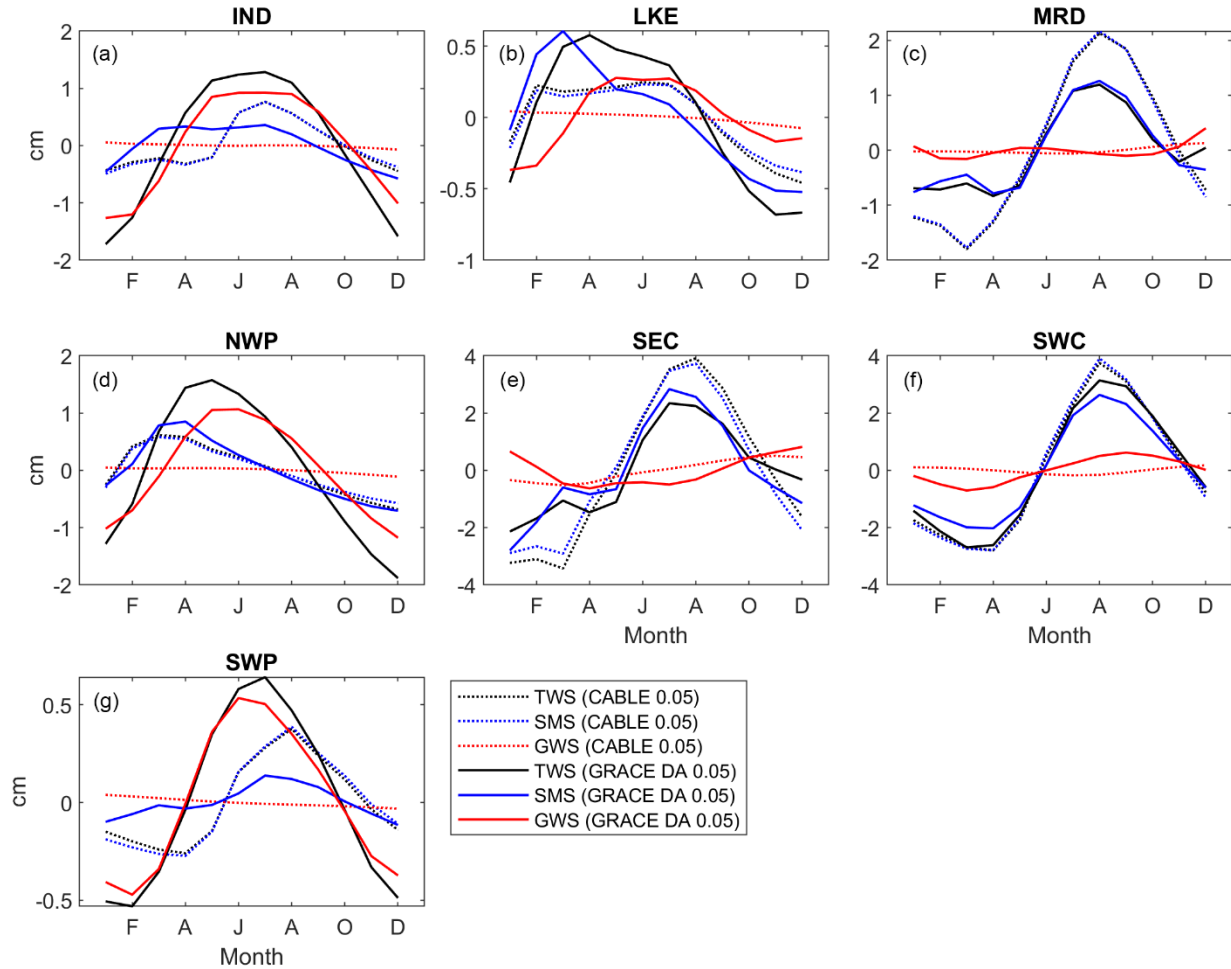 IND
(a)
cm
2
1
0
-1
-2
F A J A O D
LKE
(b)
0.5
0
-0.5
-1
F A J A O D
MRD
(c)
2
1
0
-1
2
F A J A O D
NWP
(d)
2
1
0
-1
-2
F A J A O D
SEC
(e)
4
2
0
-2
-4
F A J A O D
Month
SWC
(f)
4
2
0
-2
-4
F A J A O D
Month
SWP
(g)
cm
0.5
0
-0.5
F A J A O D
Month
TWS (CABLE 0.05)
SMS (CABLE 0.05)
GWS (CABLE 0.05)
TWS (GRACE DA 0.05)
SMS (GRACE DA 0.05)
GWS (GRACE DA 0.05)